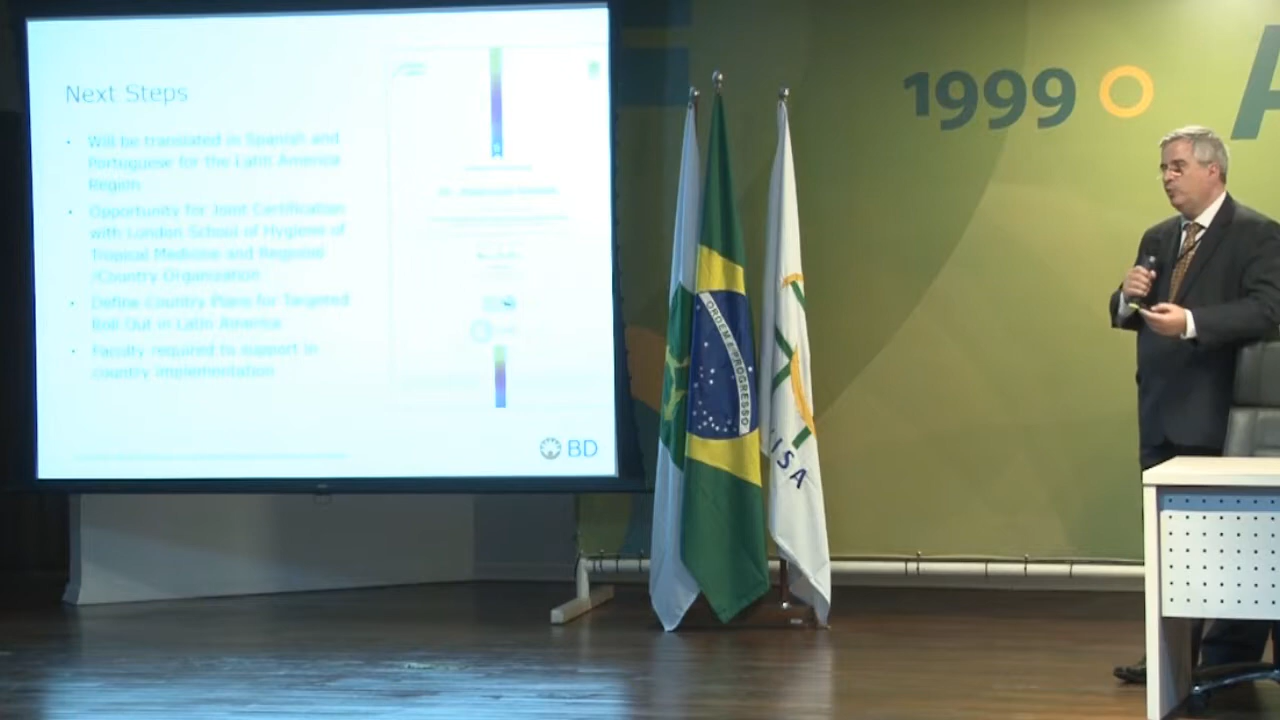 Next Steps
• Will be translated in Spanish and
Portuguese for the Latin America
Region
• Opportunity for Joint Certification
with London School of Hygiene of
Tropical Medicine and Regional
/Country Organization
• Define Country Plans for Targeted
Roll Out in Latin America
• Faculty required to support in
country implementation
BD
1999
A
ORDEM E PROGRESSO
ISA